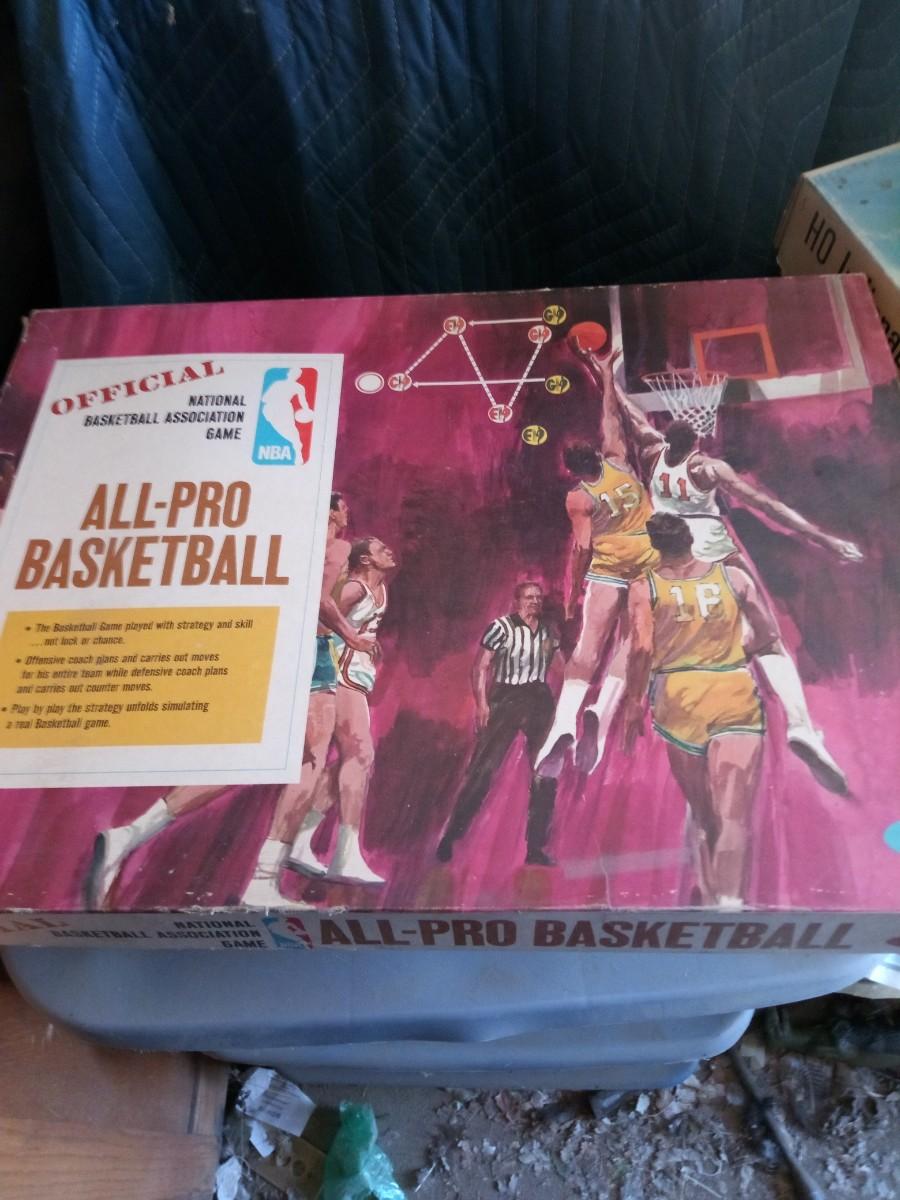 OFFICIAL
NATIONAL
BASKETBALL ASSOCIATION
GAME
NBA
ALL-PRO
BASKETBALL
• The Basketball Game played with strategy and skill
....not luck or chance.
• Offensive coach plans and carries out moves
for his entire team while defensive coach plans
and carries out counter moves.
• Play by play the strategy unfolds simulating
a real Basketball game.
15
11
HO
NATIONAL
BASKETBALL ASSOCIATION
GAME
ALL-PRO BASKETBALL